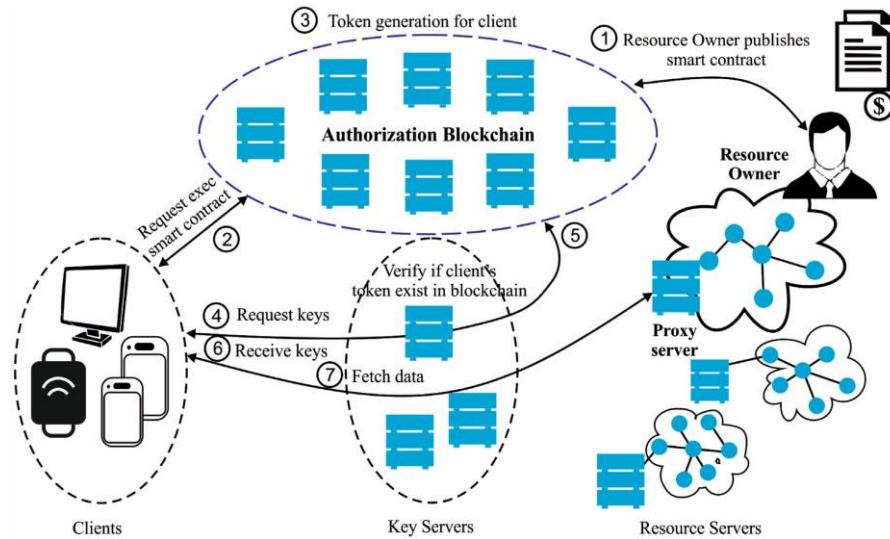 ③ Token generation for client
① Resource Owner publishes
smart contract
$
Authorization Blockchain
Resource
Owner
Request exec
smart contract
②
⑤
Verify if client's
token exist in blockchain
④ Request keys
⑥ Receive keys
⑦ Fetch data
Proxy
server
Clients
Key Servers
Resource Servers